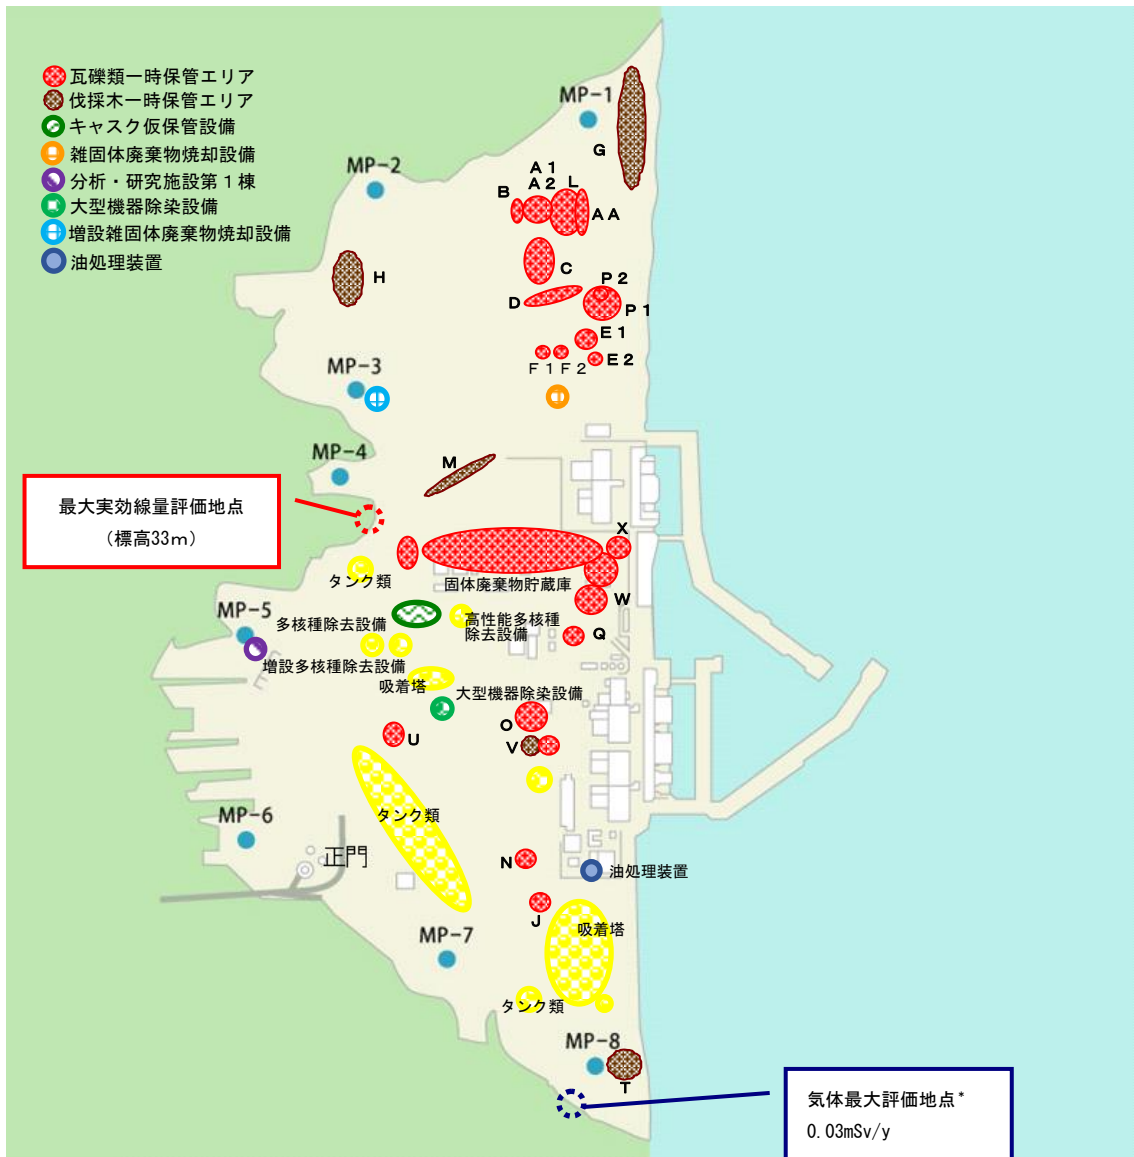 瓦礫類一時保管エリア
伐採木一時保管エリア
キャスク仮保管設備
雑固体廃棄物焼却設備
分析・研究施設第1棟
大型機器除染設備
増設雑固体廃棄物焼却設備
油処理装置
MP-1
G
MP-2
A1
A2
L
B
AA
H
C
P2
D
P1
E1
F1
F2
E2
MP-3
MP-4
M
最大実効線量評価地点
（標高33m）
X
タンク類
固体廃棄物貯蔵庫
W
MP-5
多核種除去設備
高性能多核種
除去設備
Q
増設多核種除去設備
吸着塔
大型機器除染設備
O
U
V
タンク類
MP-6
正門
N
油処理装置
J
吸着塔
MP-7
タンク類
MP-8
T
気体最大評価地点*
0.03mSv/y